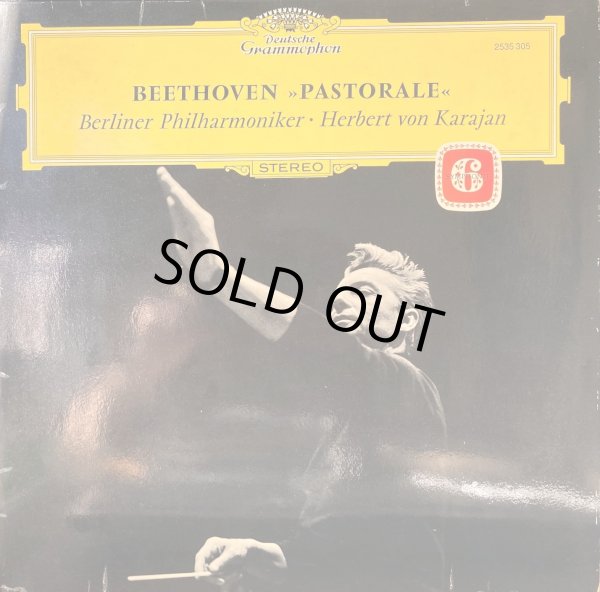 Deutsche
Grammophon
2535 305
BEETHOVEN »PASTORALE«
Berliner Philharmoniker · Herbert von Karajan
STEREO
6
SOLD OUT